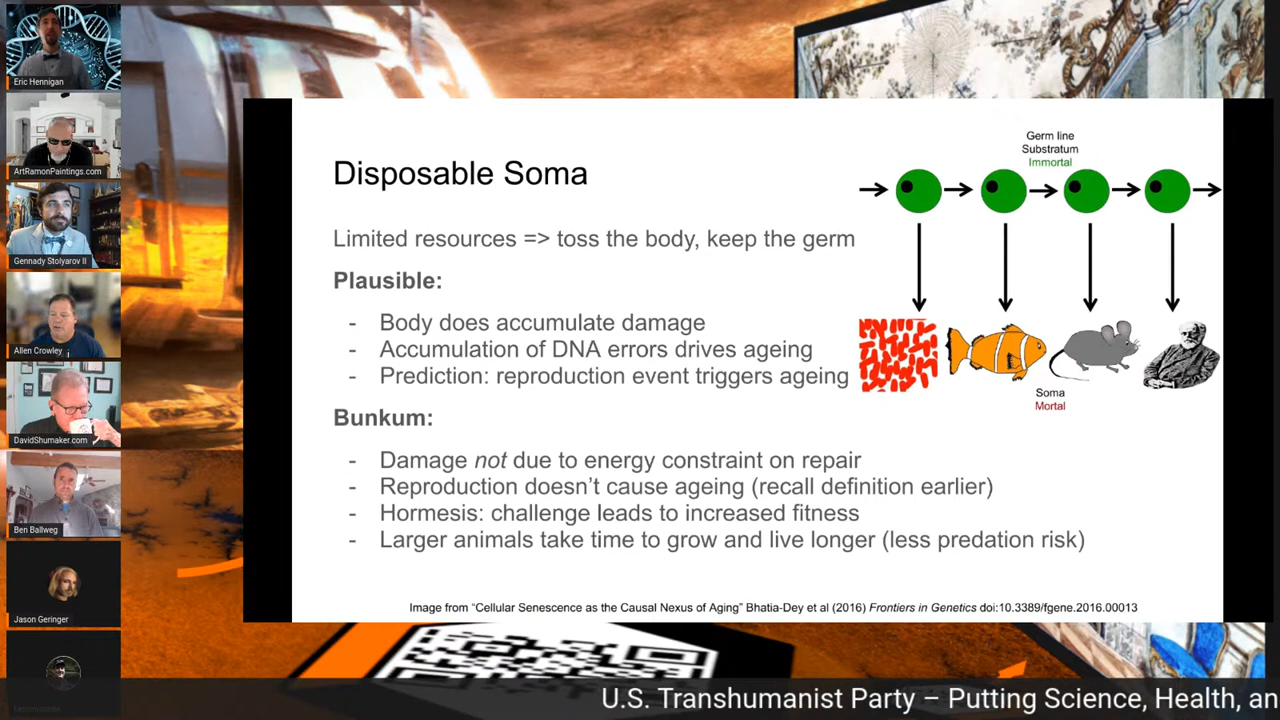 Eric Hennigan
ArtRamonPaintings.com
Gennady Stolyarov II
Allen Crowley
DavidShumaker.com
Ben Ballweg
Jason Geringer
Disposable Soma
Limited resources => toss the body, keep the germ
Plausible:
- Body does accumulate damage
- Accumulation of DNA errors drives ageing
- Prediction: reproduction event triggers ageing
Bunkum:
- Damage not due to energy constraint on repair
- Reproduction doesn't cause ageing (recall definition earlier)
- Hormesis: challenge leads to increased fitness
- Larger animals take time to grow and live longer (less predation risk)
Germ line
Substratum
Immortal
Soma
Mortal
Image from “Cellular Senescence as the Causal Nexus of Aging” Bhatia-Dey et al (2016) Frontiers in Genetics doi:10.3389/fgene.2016.00013
U.S. Transhumanist Party – Putting Science, Health, an